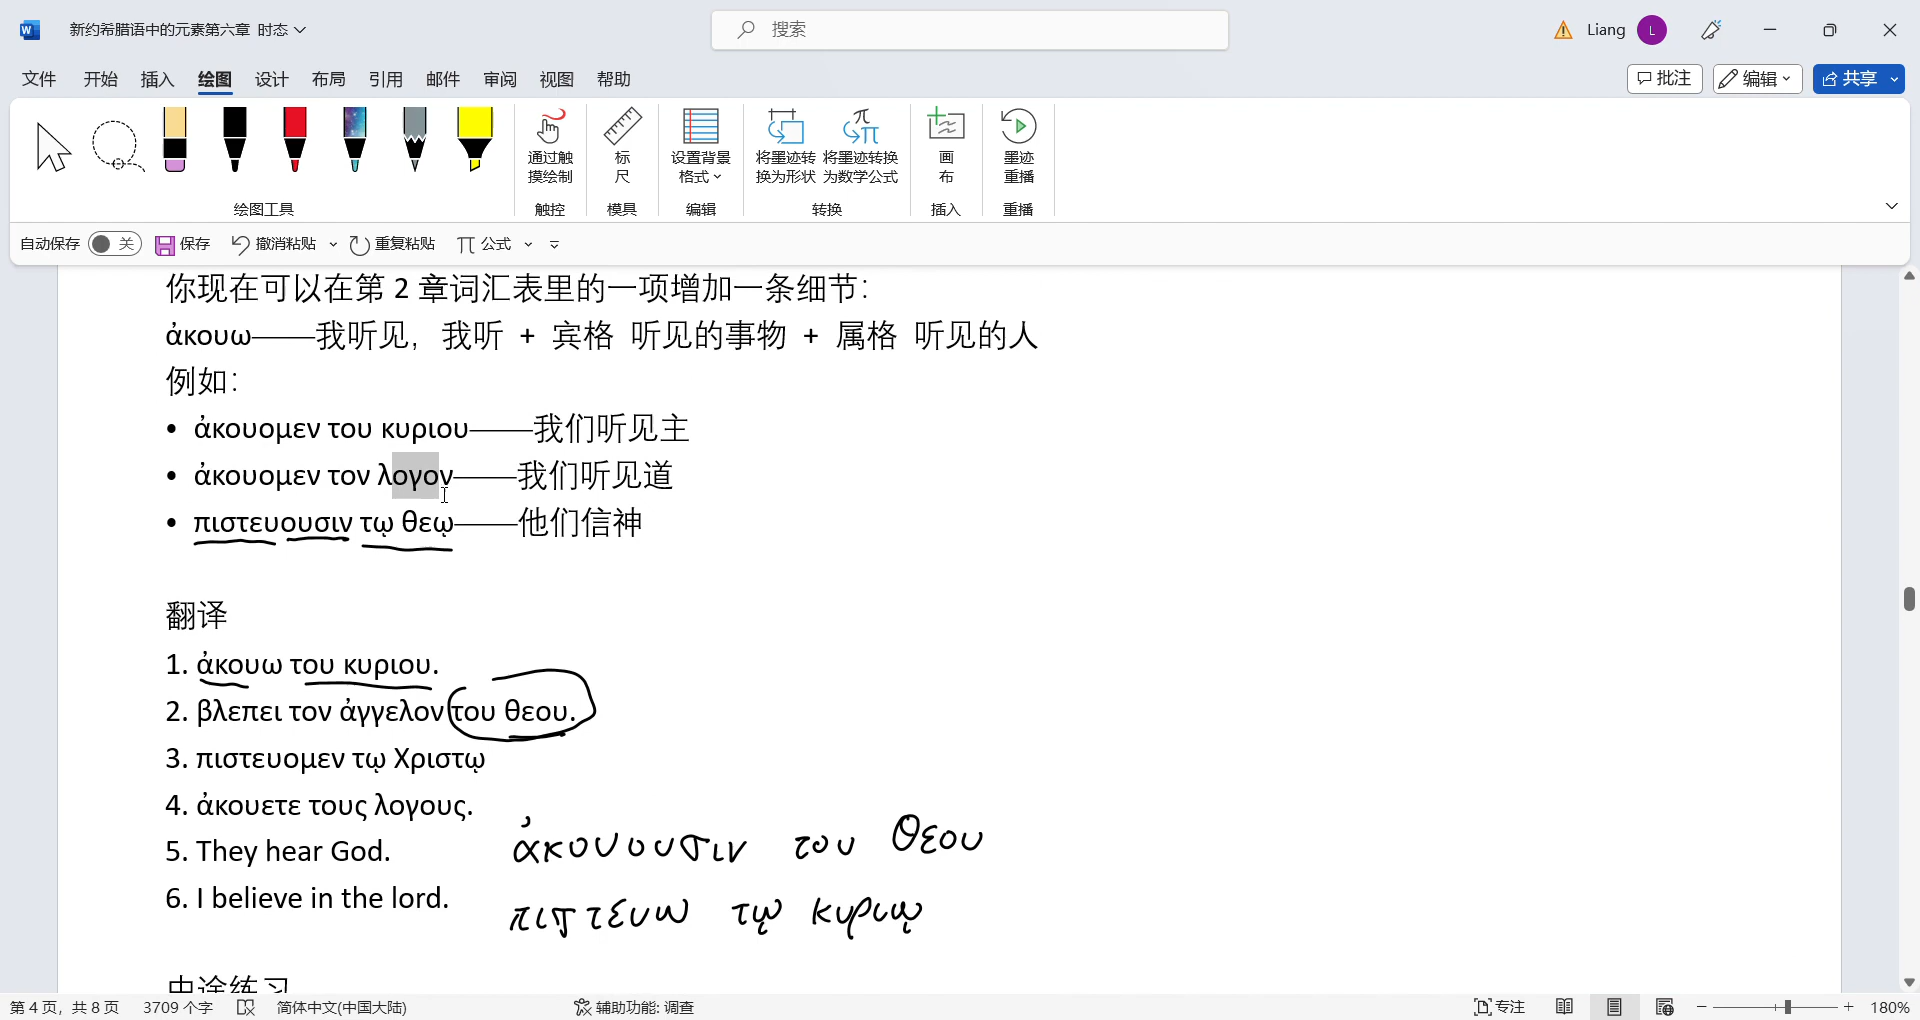 新约希腊语中的元素第六章 时态
搜索
Liang
L
文件 开始 插入 绘图 设计 布局 引用 邮件 审阅 视图 帮助
批注 编辑 共享
通过触摸绘制
标尺
设置背景格式
将墨迹转换为形状
将墨迹转换为数学公式
画布
墨迹重播
绘图工具 触控 模具 编辑 转换 插入 重播
自动保存 关 保存 撤消粘贴 重复粘贴 公式
你现在可以在第 2 章词汇表里的一项增加一条细节：
ἀκουω——我听见，我听 + 宾格 听见的事物 + 属格 听见的人
例如：
• ἀκουομεν του κυριου——我们听见主
• ἀκουομεν τον λογον——我们听见道
• πιστευουσιν τῳ θεῳ——他们信神
翻译
1. ἀκουω του κυριου.
2. βλεπει τον ἀγγελον του θεου.
3. πιστευομεν τῳ Χριστῳ
4. ἀκουετε τους λογους.
5. They hear God. ἀκουουσιν του θεου
6. I believe in the lord. πιστευω τῳ κυριῳ
中途练习
第 4 页，共 8 页 3709 个字 简体中文(中国大陆) 辅助功能: 调查 专注 180%